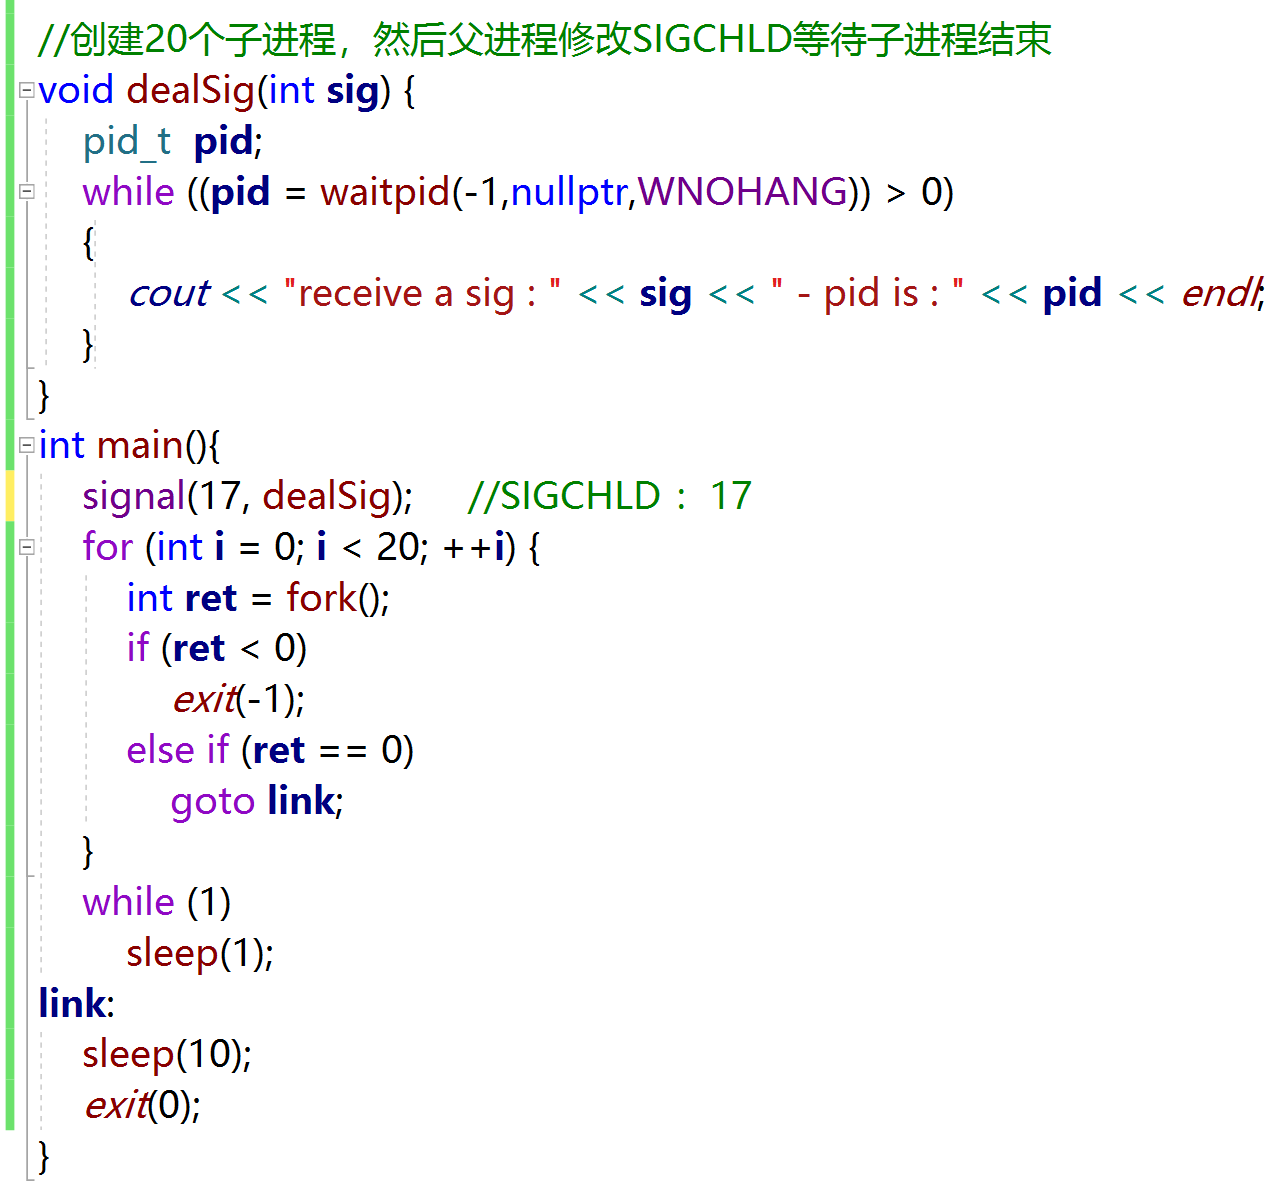 //创建20个子进程，然后父进程修改SIGCHLD等待子进程结束
void dealSig(int sig) {
pid_t  pid;
while ((pid = waitpid(-1,nullptr,WNOHANG)) > 0)
{
cout << "receive a sig : " << sig << " - pid is : " << pid << endl;
}
}
int main(){
signal(17, dealSig);    //SIGCHLD :  17
for (int i = 0; i < 20; ++i) {
int ret = fork();
if (ret < 0)
exit(-1);
else if (ret == 0)
goto link;
}
while (1)
sleep(1);
link:
sleep(10);
exit(0);
}